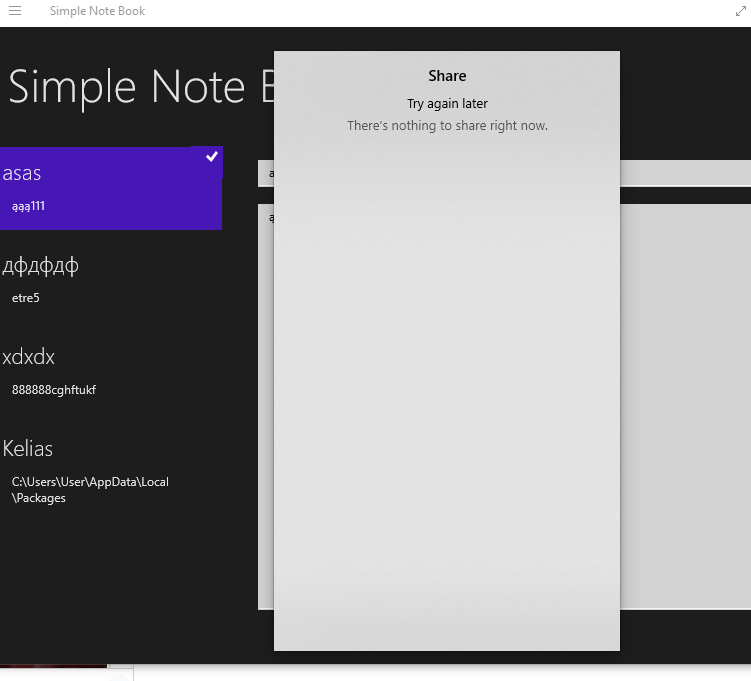 Simple Note Book
Simple Note B
Share
Try again later
There's nothing to share right now.
asas
ąąą111
дфдфдф
etre5
xdxdx
888888cghftukf
Kelias
C:\Users\User\AppData\Local
\Packages
a
ą